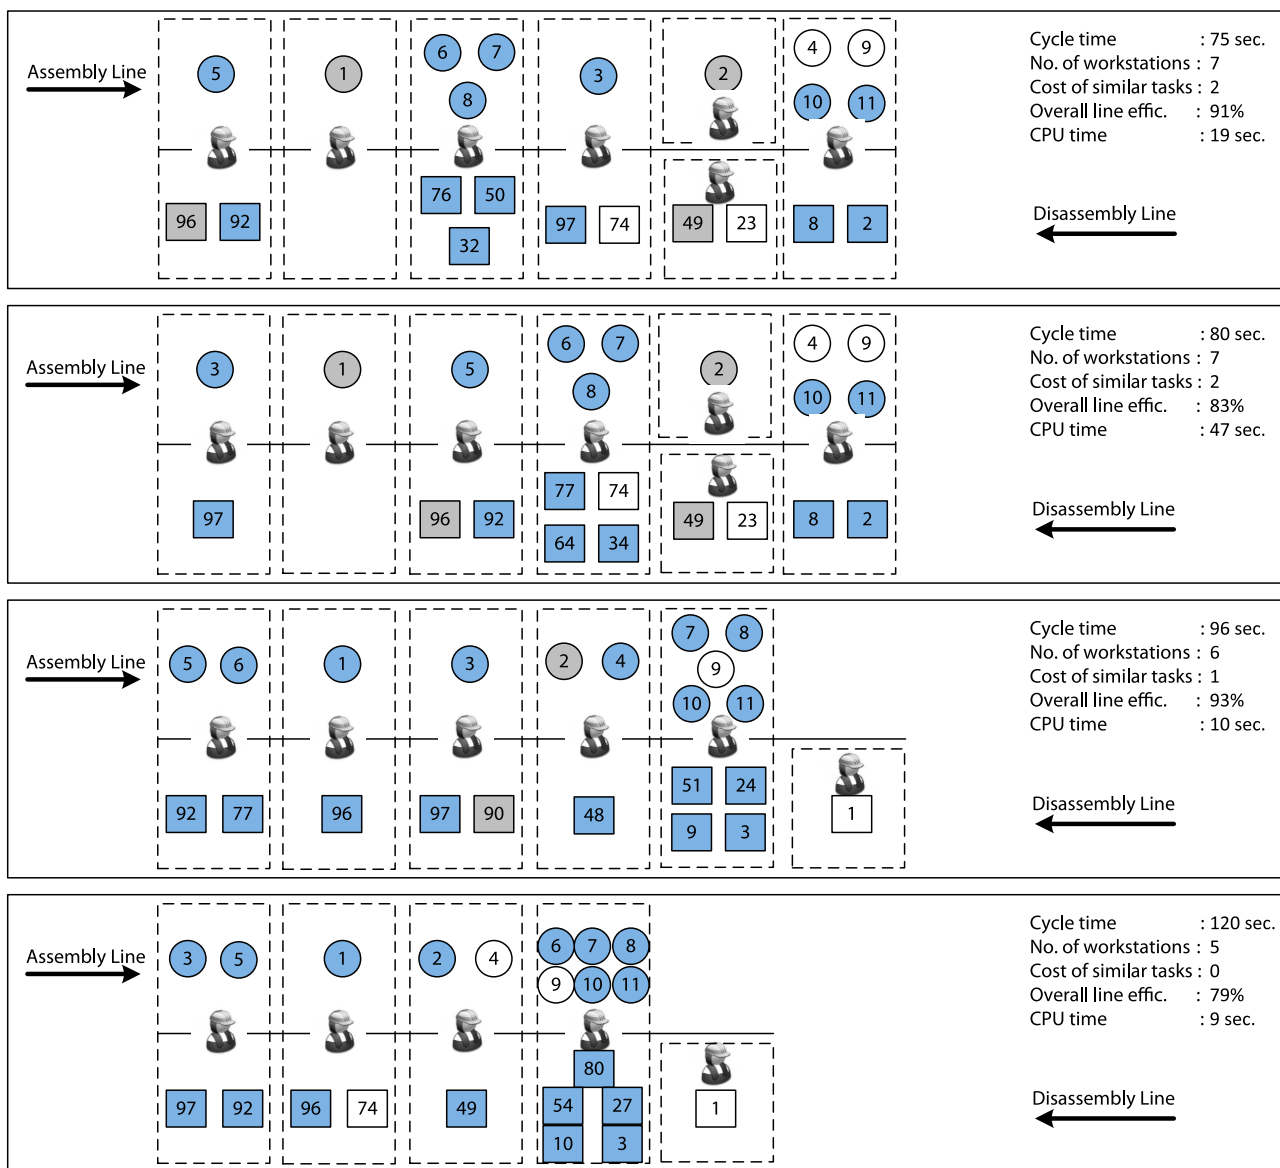 Assembly Line
5
1
6 7
8
3
2
4 9
10 11
96 92
76 50
32
97 74
49 23
8 2
Cycle time : 75 sec.
No. of workstations : 7
Cost of similar tasks : 2
Overall line effic. : 91%
CPU time : 19 sec.
Disassembly Line
Assembly Line
3
1
5
6 7
8
2
4 9
10 11
97
96 92
77 74
64 34
49 23
8 2
Cycle time : 80 sec.
No. of workstations : 7
Cost of similar tasks : 2
Overall line effic. : 83%
CPU time : 47 sec.
Disassembly Line
Assembly Line
5 6
1
3
2 4
7 8
9
10 11
92 77
96
97 90
48
51 24
9 3
1
Cycle time : 96 sec.
No. of workstations : 6
Cost of similar tasks : 1
Overall line effic. : 93%
CPU time : 10 sec.
Disassembly Line
Assembly Line
3 5
1
2 4
6 7 8
9 10 11
97 92
96 74
49
80
54 27
10 3
1
Cycle time : 120 sec.
No. of workstations : 5
Cost of similar tasks : 0
Overall line effic. : 79%
CPU time : 9 sec.
Disassembly Line